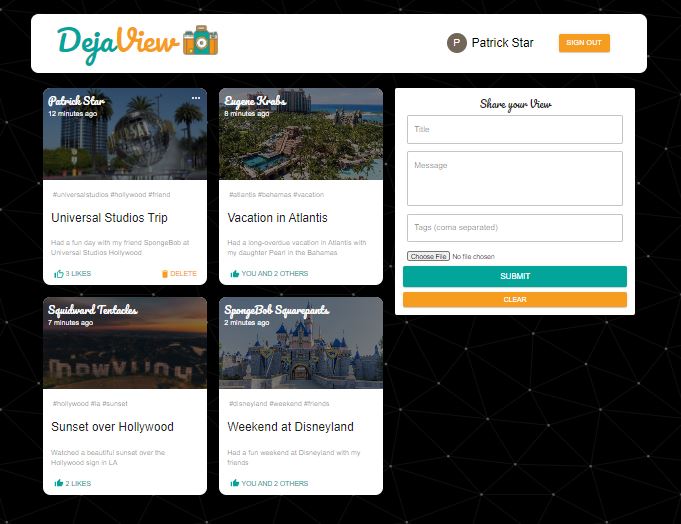 DejaView
P Patrick Star
SIGN OUT
Patrick Star
12 minutes ago
#universalstudios #hollywood #friend
Universal Studios Trip
Had a fun day with my friend SpongeBob at
Universal Studios Hollywood
3 LIKES
DELETE
Eugene Krabs
8 minutes ago
#atlantis #bahamas #vacation
Vacation in Atlantis
Had a long-overdue vacation in Atlantis with
my daughter Pearl in the Bahamas
YOU AND 2 OTHERS
Squidward Tentacles
7 minutes ago
#hollywood #la #sunset
Sunset over Hollywood
Watched a beautiful sunset over the
Hollywood sign in LA
2 LIKES
SpongeBob Squarepants
2 minutes ago
#disneyland #weekend #friends
Weekend at Disneyland
Had a fun weekend at Disneyland with my
friends
YOU AND 2 OTHERS
Share your View
Title
Message
Tags (coma separated)
Choose File No file chosen
SUBMIT
CLEAR